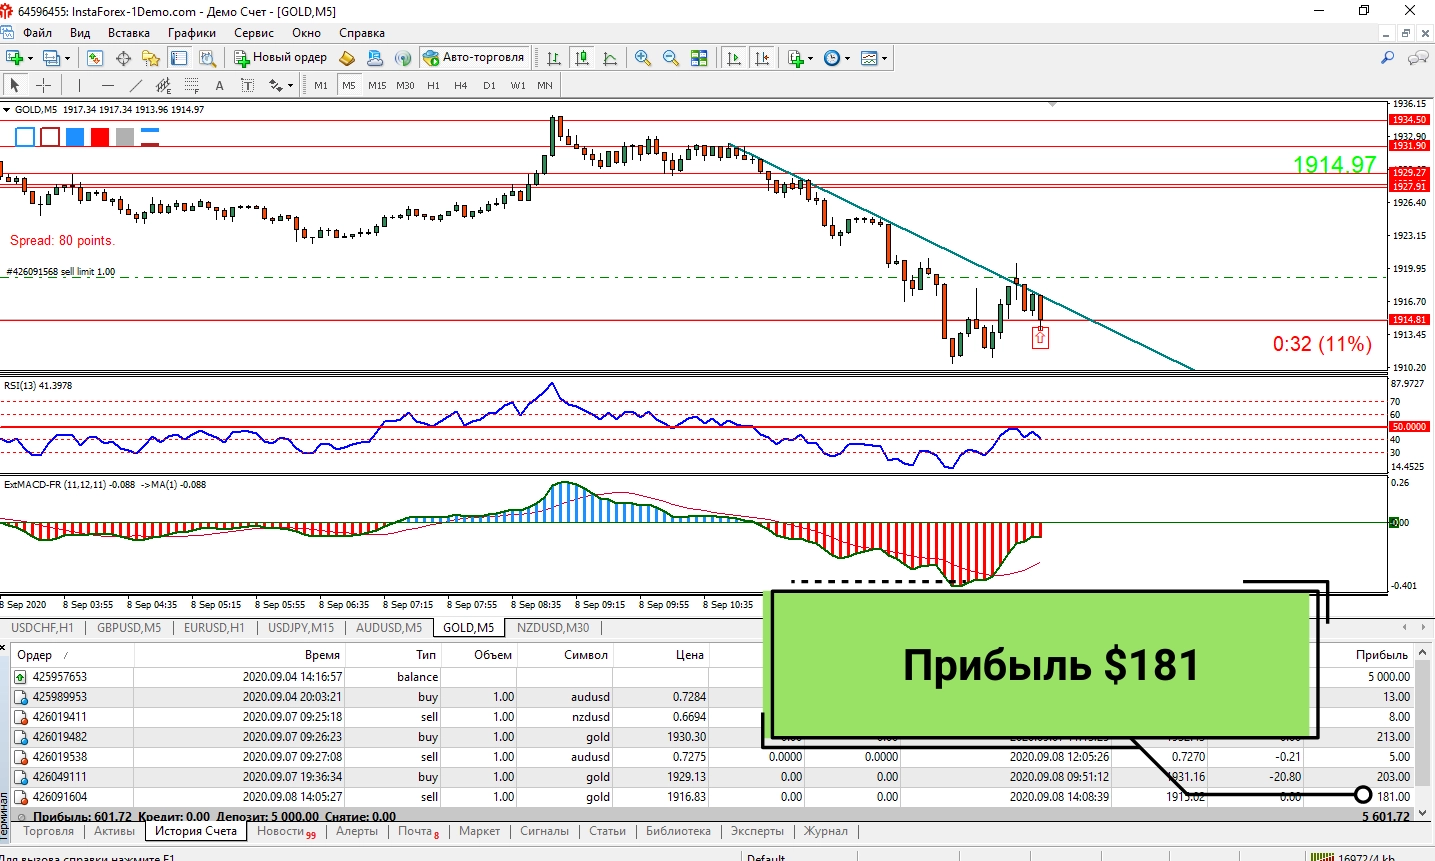 64596455: InstaForex-1Demo.com - Демо Счет - [GOLD,M5]
Файл Вид Вставка Графики Сервис Окно Справка
Новый ордер Авто-торговля
A T M1 M5 M15 M30 H1 H4 D1 W1 MN
GOLD,M5 1917.34 1917.34 1913.96 1914.97
1936.15
1934.50
1932.90
1931.90
1914.97
1929.27
1927.91
1926.40
1923.15
Spread: 80 points.
#426091568 sell limit 1.00
1919.95
1916.70
1914.81
1913.45
0:32 (11%)
1910.20
RSI(13) 41.3978
87.9727
70
60
50.0000
40
30
14.4525
ExtMACD-FR (11,12,11) -0.088 ->MA(1) -0.088
0.26
-0.401
8 Sep 2020 8 Sep 03:55 8 Sep 04:35 8 Sep 05:15 8 Sep 05:55 8 Sep 06:35 8 Sep 07:15 8 Sep 07:55 8 Sep 08:35 8 Sep 09:15 8 Sep 09:55 8 Sep 10:35
USDCHF,H1 GBPUSD,M5 EURUSD,H1 USDJPY,M15 AUDUSD,M5 GOLD,M5 NZDUSD,M30
Ордер / Время Тип Объем Символ Цена Прибыль
425957653 2020.09.04 14:16:57 balance 5 000.00
425989953 2020.09.04 20:03:21 buy 1.00 audusd 0.7284 13.00
426019411 2020.09.07 09:25:18 sell 1.00 nzdusd 0.6694 8.00
426019482 2020.09.07 09:26:23 buy 1.00 gold 1930.30 213.00
426019538 2020.09.07 09:27:08 sell 1.00 audusd 0.7275 0.0000 0.0000 2020.09.08 12:05:26 0.7270 -0.21 5.00
426049111 2020.09.07 19:36:34 buy 1.00 gold 1929.13 0.00 0.00 2020.09.08 09:51:12 1931.16 -20.80 203.00
426091604 2020.09.08 14:05:27 sell 1.00 gold 1916.83 0.00 0.00 2020.09.08 14:08:39 1915.02 0.00 181.00
Прибыль: 601.72 Кредит: 0.00 Депозит: 5 000.00 Снятие: 0.00 5 601.72
Прибыль $181
Терминал
Торговля Активы История Счета Новости 99 Алерты Почта 8 Маркет Сигналы Статьи Библиотека Эксперты Журнал
Для вызова справки нажмите F1 Default 16972/4 kb